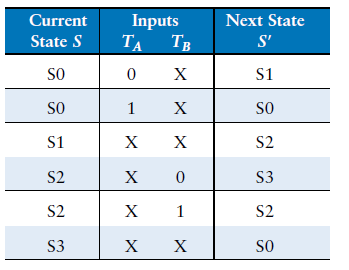 Current Inputs Next State
State S TA TB S′
S0 0 X S1
S0 1 X S0
S1 X X S2
S2 X 0 S3
S2 X 1 S2
S3 X X S0